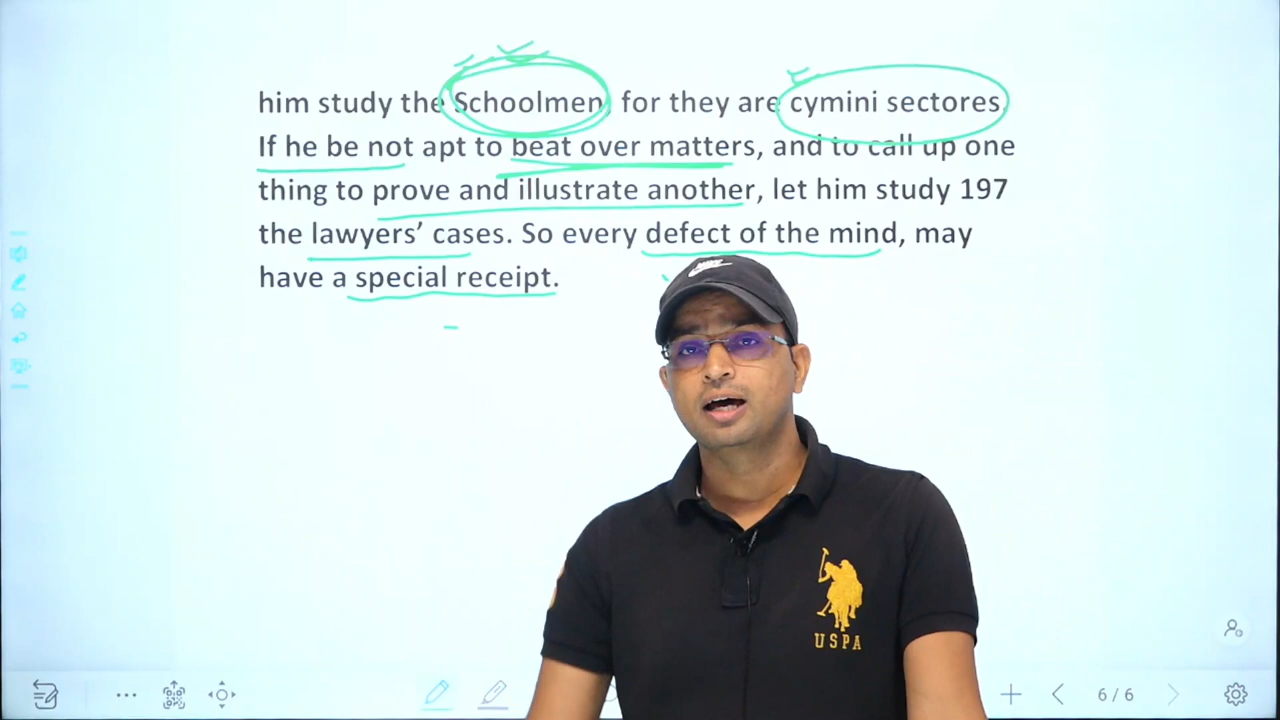 him study the Schoolmen, for they are cymini sectores
If he be not apt to beat over matters, and to call up one
thing to prove and illustrate another, let him study 197
the lawyers’ cases. So every defect of the mind, may
have a special receipt.
USPA
6/6